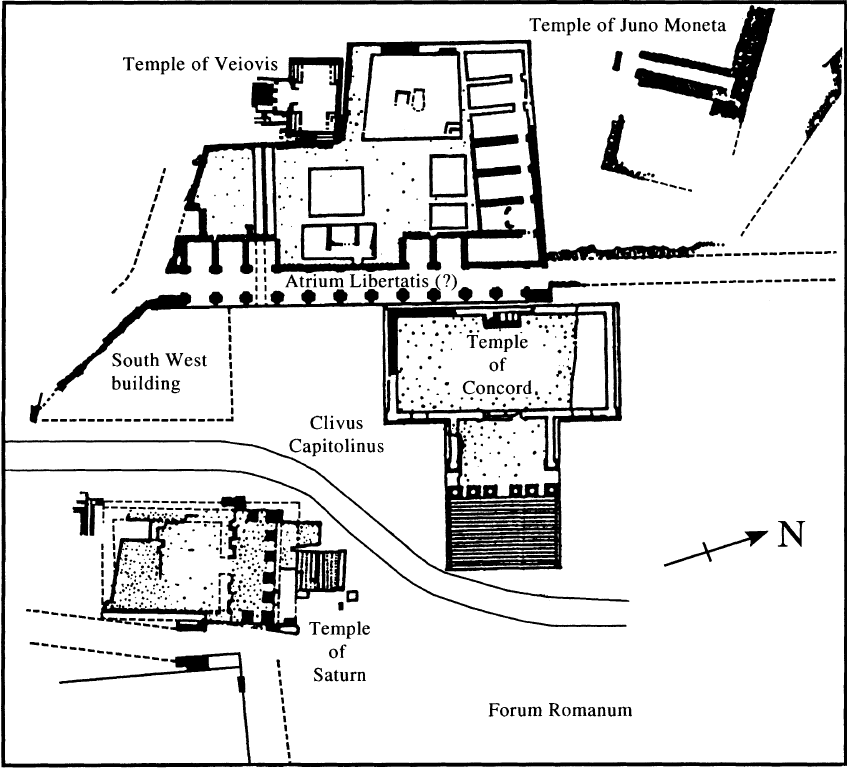 Temple of Juno Moneta
Temple of Veiovis
Atrium Libertatis (?)
South West
building
Temple
of
Concord
Clivus
Capitolinus
N
Temple
of
Saturn
Forum Romanum